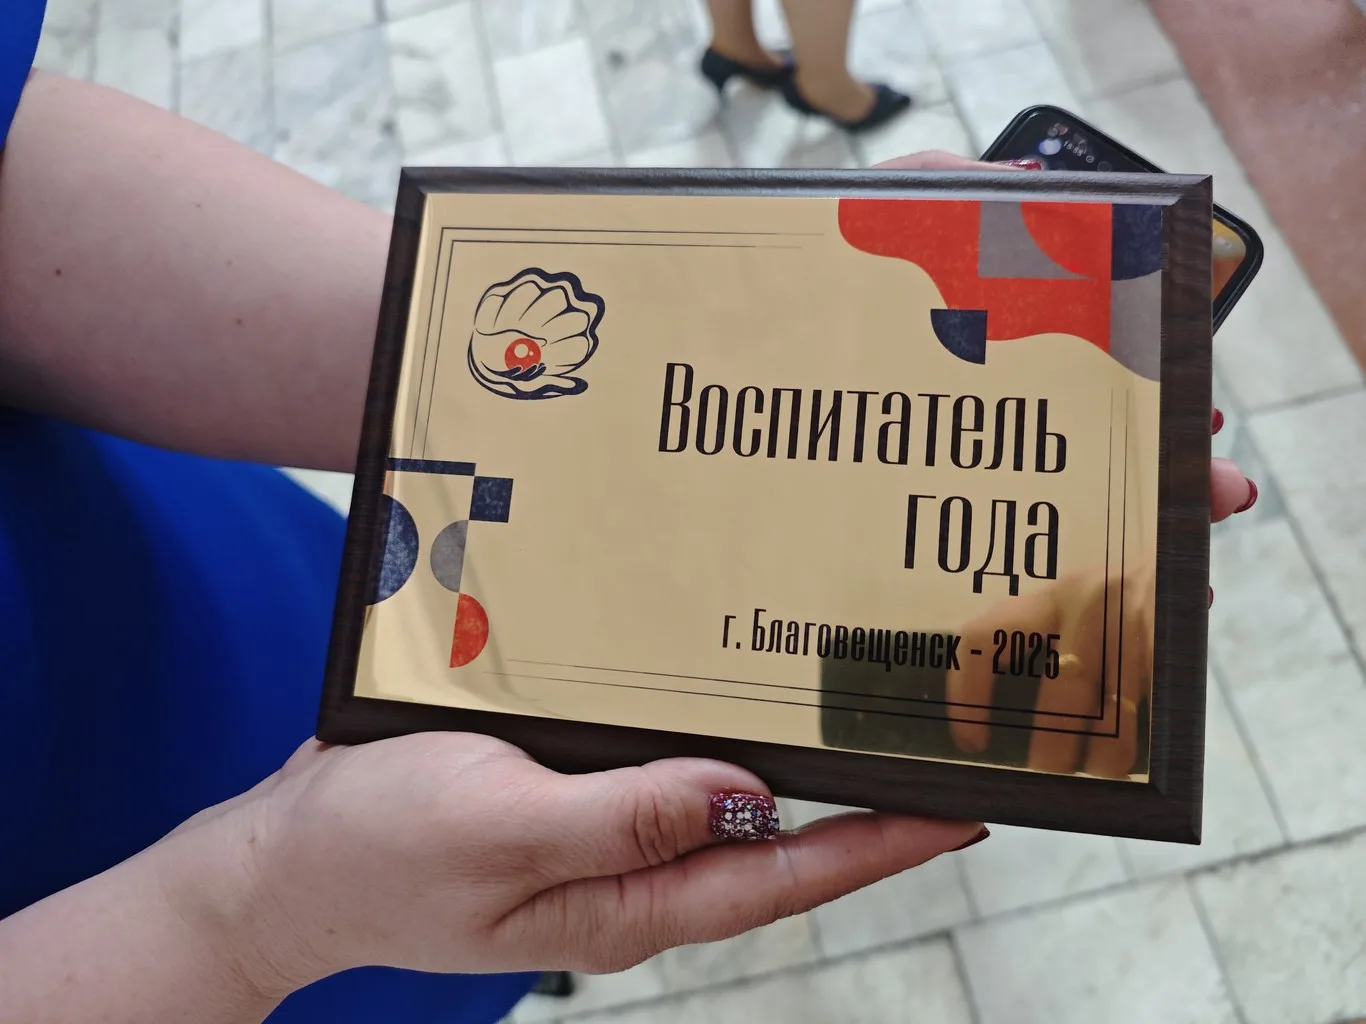 Воспитатель
года
г. Благовещенск - 2025